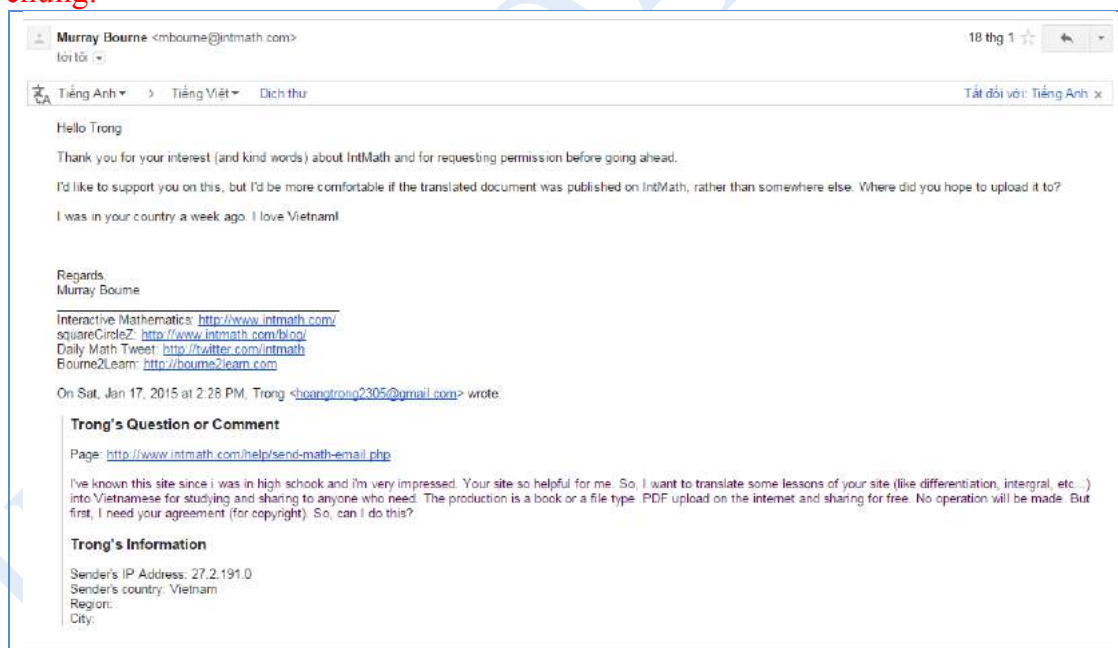 chung.
Murray Bourne <mbourne@intmath.com>
18 thg 1
tới tôi
Tiếng Anh > Tiếng Việt Dịch thư
Tắt đối với: Tiếng Anh x
Hello Trong
Thank you for your interest (and kind words) about IntMath and for requesting permission before going ahead.
I'd like to support you on this, but I'd be more comfortable if the translated document was published on IntMath, rather than somewhere else. Where did you hope to upload it to?
I was in your country a week ago. I love Vietnam!
Regards,
Murray Bourne
Interactive Mathematics: http://www.intmath.com/
squareCircleZ: http://www.intmath.com/blog/
Daily Math Tweet: http://twitter.com/intmath
Bourne2Learn: http://bourne2learn.com
On Sat, Jan 17, 2015 at 2:28 PM, Trong <hoangtrong2305@gmail.com> wrote:
Trong's Question or Comment
Page: http://www.intmath.com/help/send-math-email.php
I've known this site since i was in high schook and i'm very impressed. Your site so helpful for me. So, I want to translate some lessons of your site (like differentiation, intergral, etc...)
into Vietnamese for studying and sharing to anyone who need. The production is a book or a file type .PDF upload on the internet and sharing for free. No operation will be made. But
first, I need your agreement (for copyright). So, can I do this?
Trong's Information
Sender's IP Address: 27.2.191.0
Sender's country: Vietnam
Region:
City: